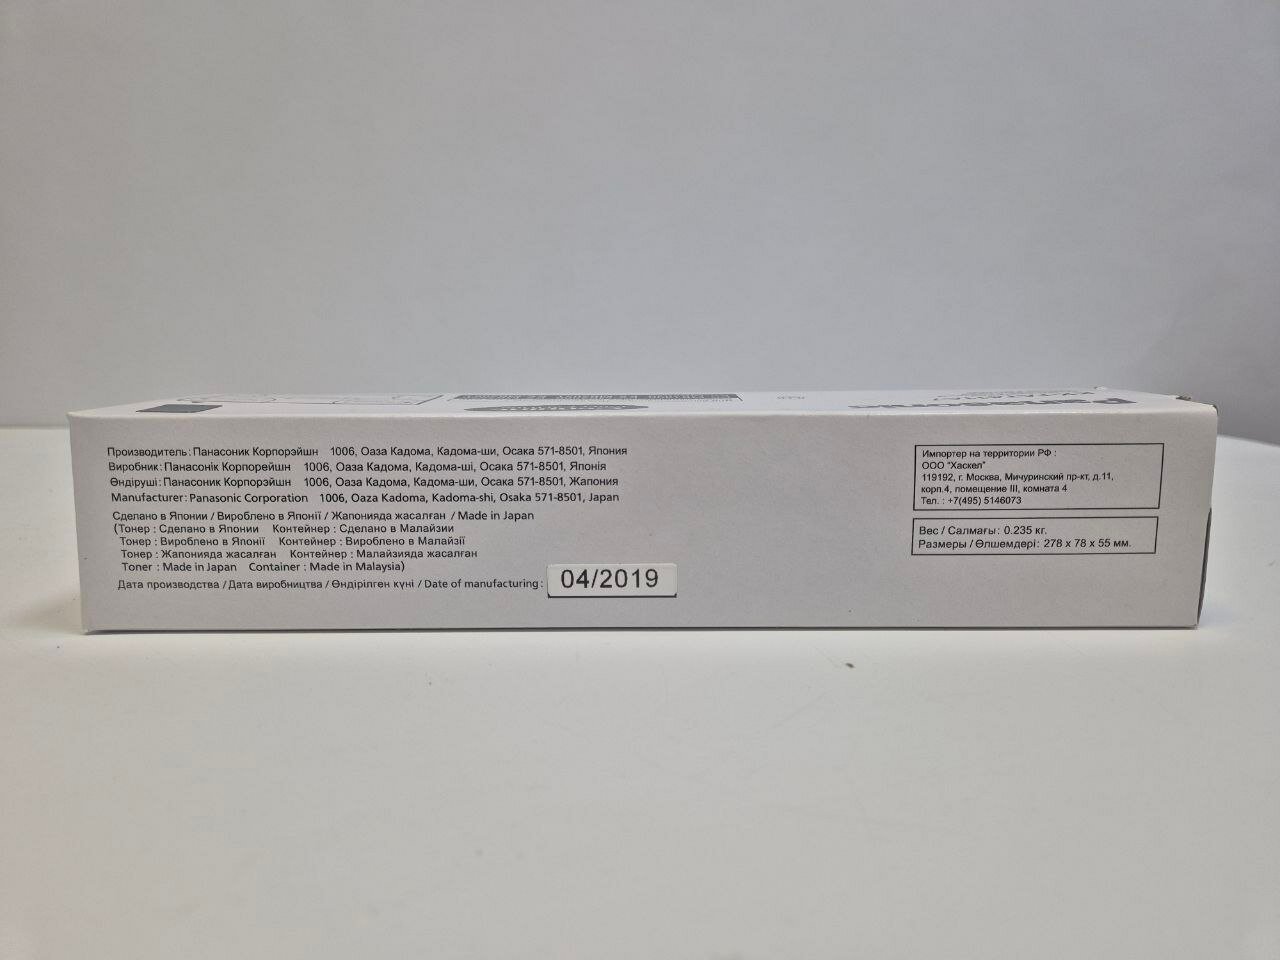 Panasonic
Производитель : Панасоник Корпорэйшн 1006, Оаза Кадома, Кадома-ши, Осака 571-8501, Япония
Виробник : Панасонік Корпорейшн 1006, Оаза Кадома, Кадома-ші, Осака 571-8501, Японія
Өндіруші : Панасоник Корпорэйшн 1006, Оаза Кадома, Кадома-ши, Осака 571-8501, Жапония
Manufacturer : Panasonic Corporation 1006, Oaza Kadoma, Kadoma-shi, Osaka 571-8501, Japan
Сделано в Японии / Вироблено в Японії / Жапонияда жасалған / Made in Japan
(Тонер : Сделано в Японии Контейнер : Сделано в Малайзии
Тонер : Вироблено в Японії Контейнер : Вироблено в Малайзії
Тонер : Жапонияда жасалған Контейнер : Малайзияда жасалған
Toner : Made in Japan Container : Made in Malaysia)
Дата производства / Дата виробництва / Өндірілген күні / Date of manufacturing : 04/2019
Импортер на территории РФ :
ООО "Хаскел"
119192, г. Москва, Мичуринский пр-кт, д.11,
корп.4, помещение III, комната 4
Тел. : +7(495) 5146073
Вес / Салмағы : 0.235 кг.
Размеры / Өлшемдері : 278 x 78 x 55 мм.